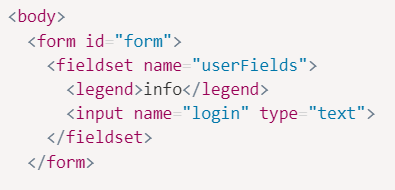 <body>
<form id="form">
<fieldset name="userFields">
<legend>info</legend>
<input name="login" type="text">
</fieldset>
</form>